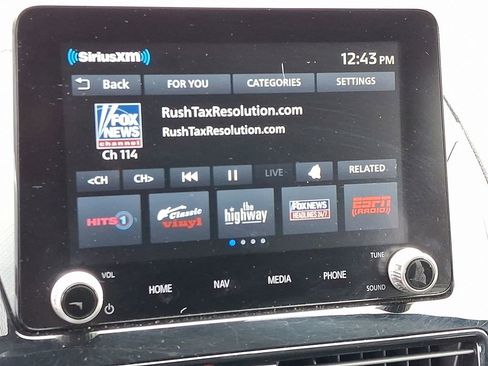 SiriusXM
12:43 PM
Back
FOR YOU
CATEGORIES
SETTINGS
FOX
NEWS
channel
Ch 114
RushTaxResolution.com
RushTaxResolution.com
<CH
CH>
LIVE
RELATED
HITS 1
Classic
vinyl
the
highway
FOX NEWS
HEADLINES 24/7
ESPN
RADIO
VOL
HOME
NAV
MEDIA
PHONE
TUNE
SOUND